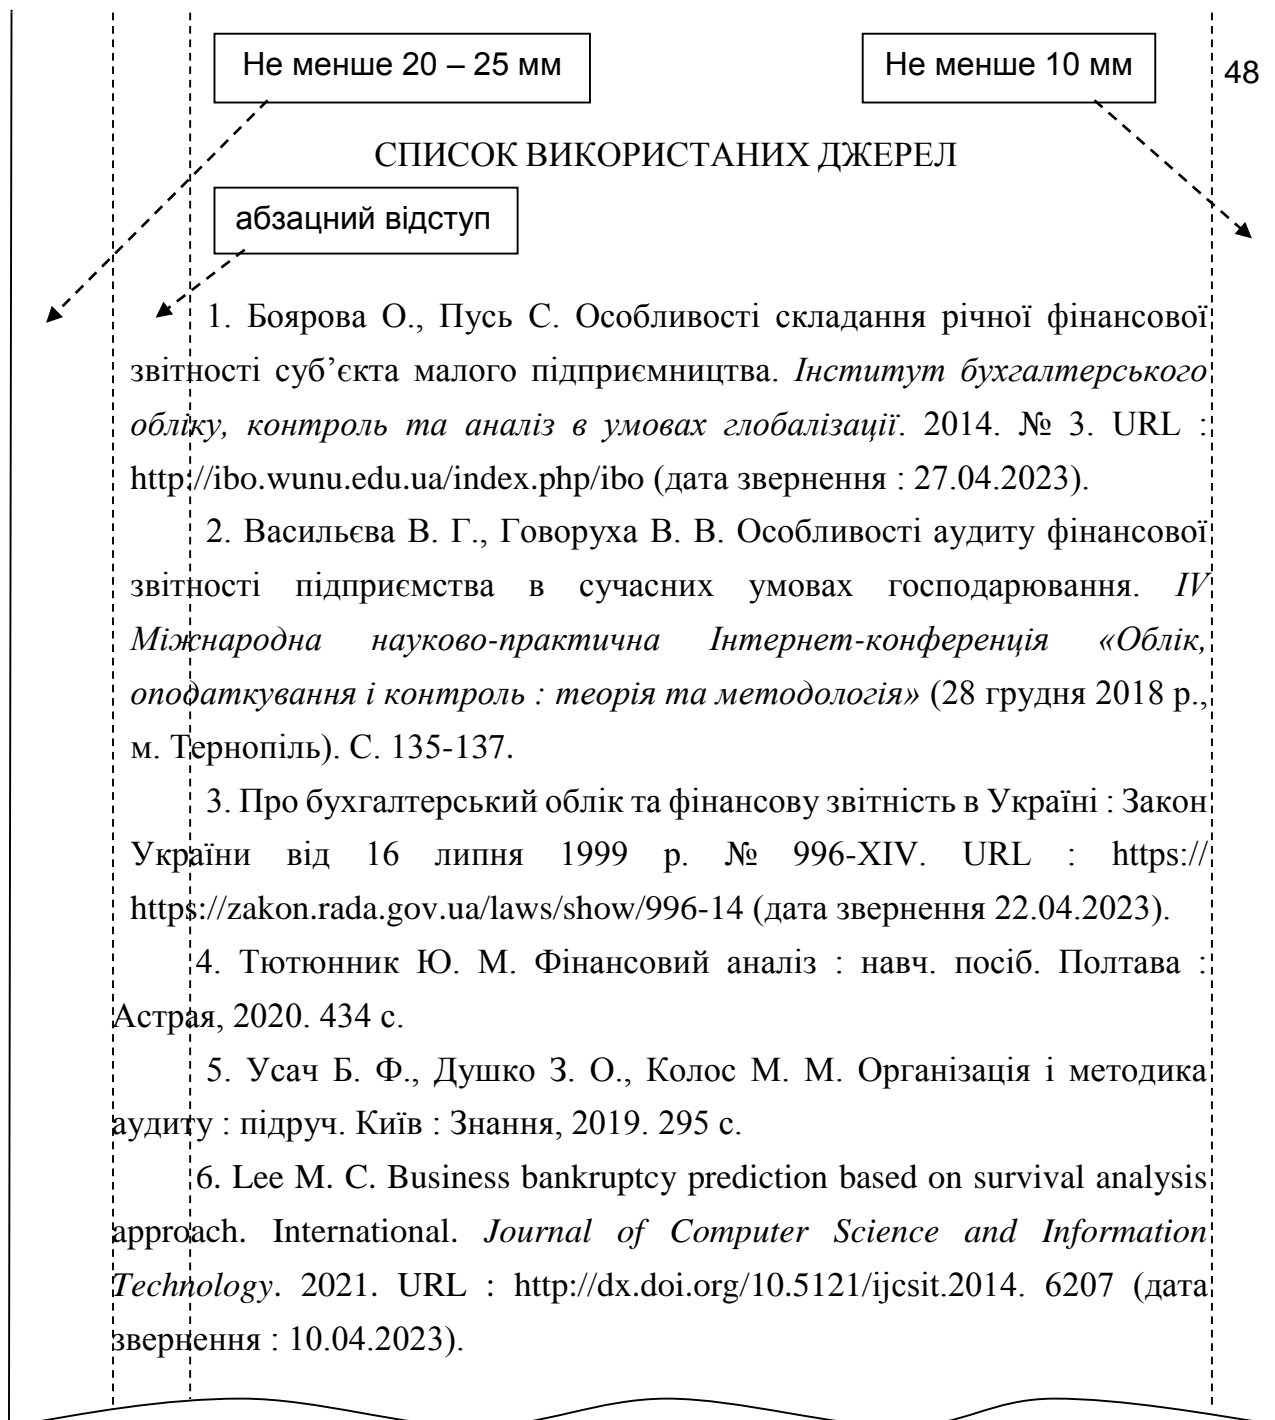 Не менше 20 – 25 мм
Не менше 10 мм
48
СПИСОК ВИКОРИСТАНИХ ДЖЕРЕЛ
абзацний відступ
1. Боярова О., Пусь С. Особливості складання річної фінансової
звітності суб’єкта малого підприємництва. Інститут бухгалтерського
обліку, контроль та аналіз в умовах глобалізації. 2014. № 3. URL :
http://ibo.wunu.edu.ua/index.php/ibo (дата звернення : 27.04.2023).
2. Васильєва В. Г., Говоруха В. В. Особливості аудиту фінансової
звітності підприємства в сучасних умовах господарювання. IV
Міжнародна науково-практична Інтернет-конференція «Облік,
оподаткування і контроль : теорія та методологія» (28 грудня 2018 р.,
м. Тернопіль). С. 135-137.
3. Про бухгалтерський облік та фінансову звітність в Україні : Закон
України від 16 липня 1999 р. № 996-XIV. URL : https://
https://zakon.rada.gov.ua/laws/show/996-14 (дата звернення 22.04.2023).
4. Тютюнник Ю. М. Фінансовий аналіз : навч. посіб. Полтава :
Астрая, 2020. 434 с.
5. Усач Б. Ф., Душко З. О., Колос М. М. Організація і методика
аудиту : підруч. Київ : Знання, 2019. 295 с.
6. Lee M. C. Business bankruptcy prediction based on survival analysis
approach. International. Journal of Computer Science and Information
Technology. 2021. URL : http://dx.doi.org/10.5121/ijcsit.2014. 6207 (дата
звернення : 10.04.2023).